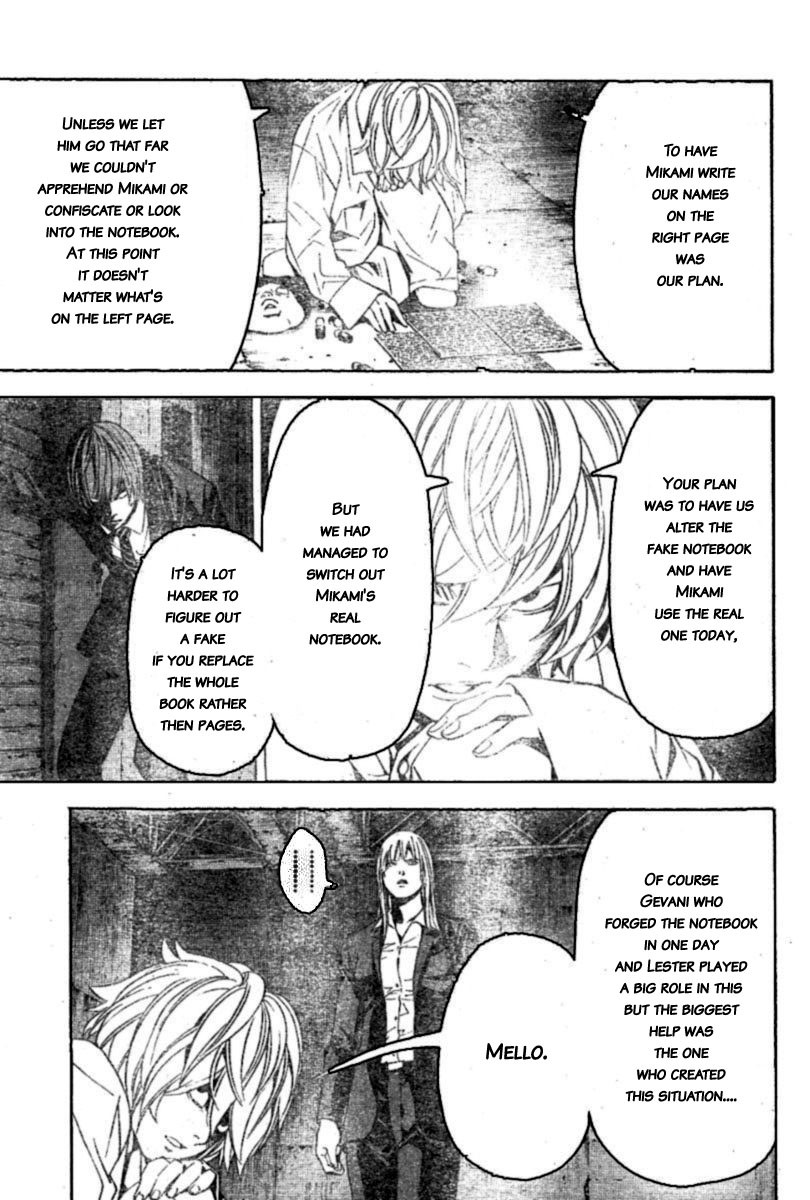 To have
Mikami write
our names
on the
right page
was
our plan.
Unless we let
him go that far
we couldn't
apprehend Mikami or
confiscate or look
into the notebook.
At this point
it doesn't
matter what's
on the left page.
Your plan
was to have us
alter the
fake notebook
and have
Mikami
use the real
one today,
But
we had
managed to
switch out
Mikami's
real
notebook.
It's a lot
harder to
figure out
a fake
if you replace
the whole
book rather
then pages.
Of course
Gevani who
forged the notebook
in one day
and Lester played
a big role in this
but the biggest
help was
the one
who created
this situation....
Mello.